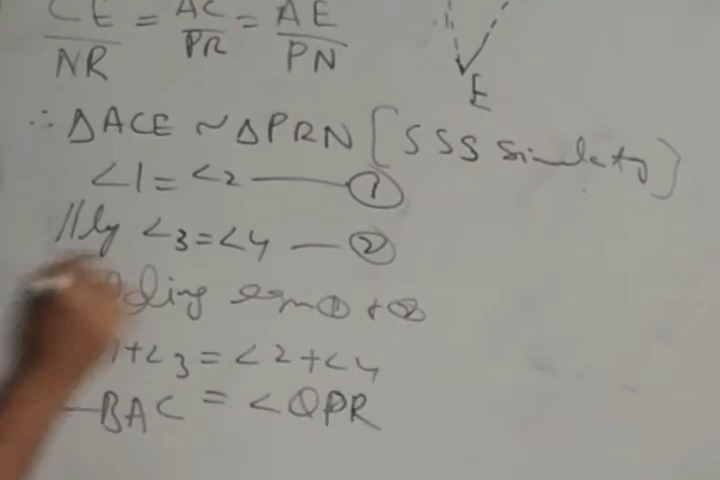 CE/NR = AC/PR = AE/PN
E
∴ ΔACE ~ ΔPRN [SSS
<1 = <2 — ①
//ly <3 = <4 — ②
eqn ① + ②
1+<3 = <2+<4
BAC = <QPR